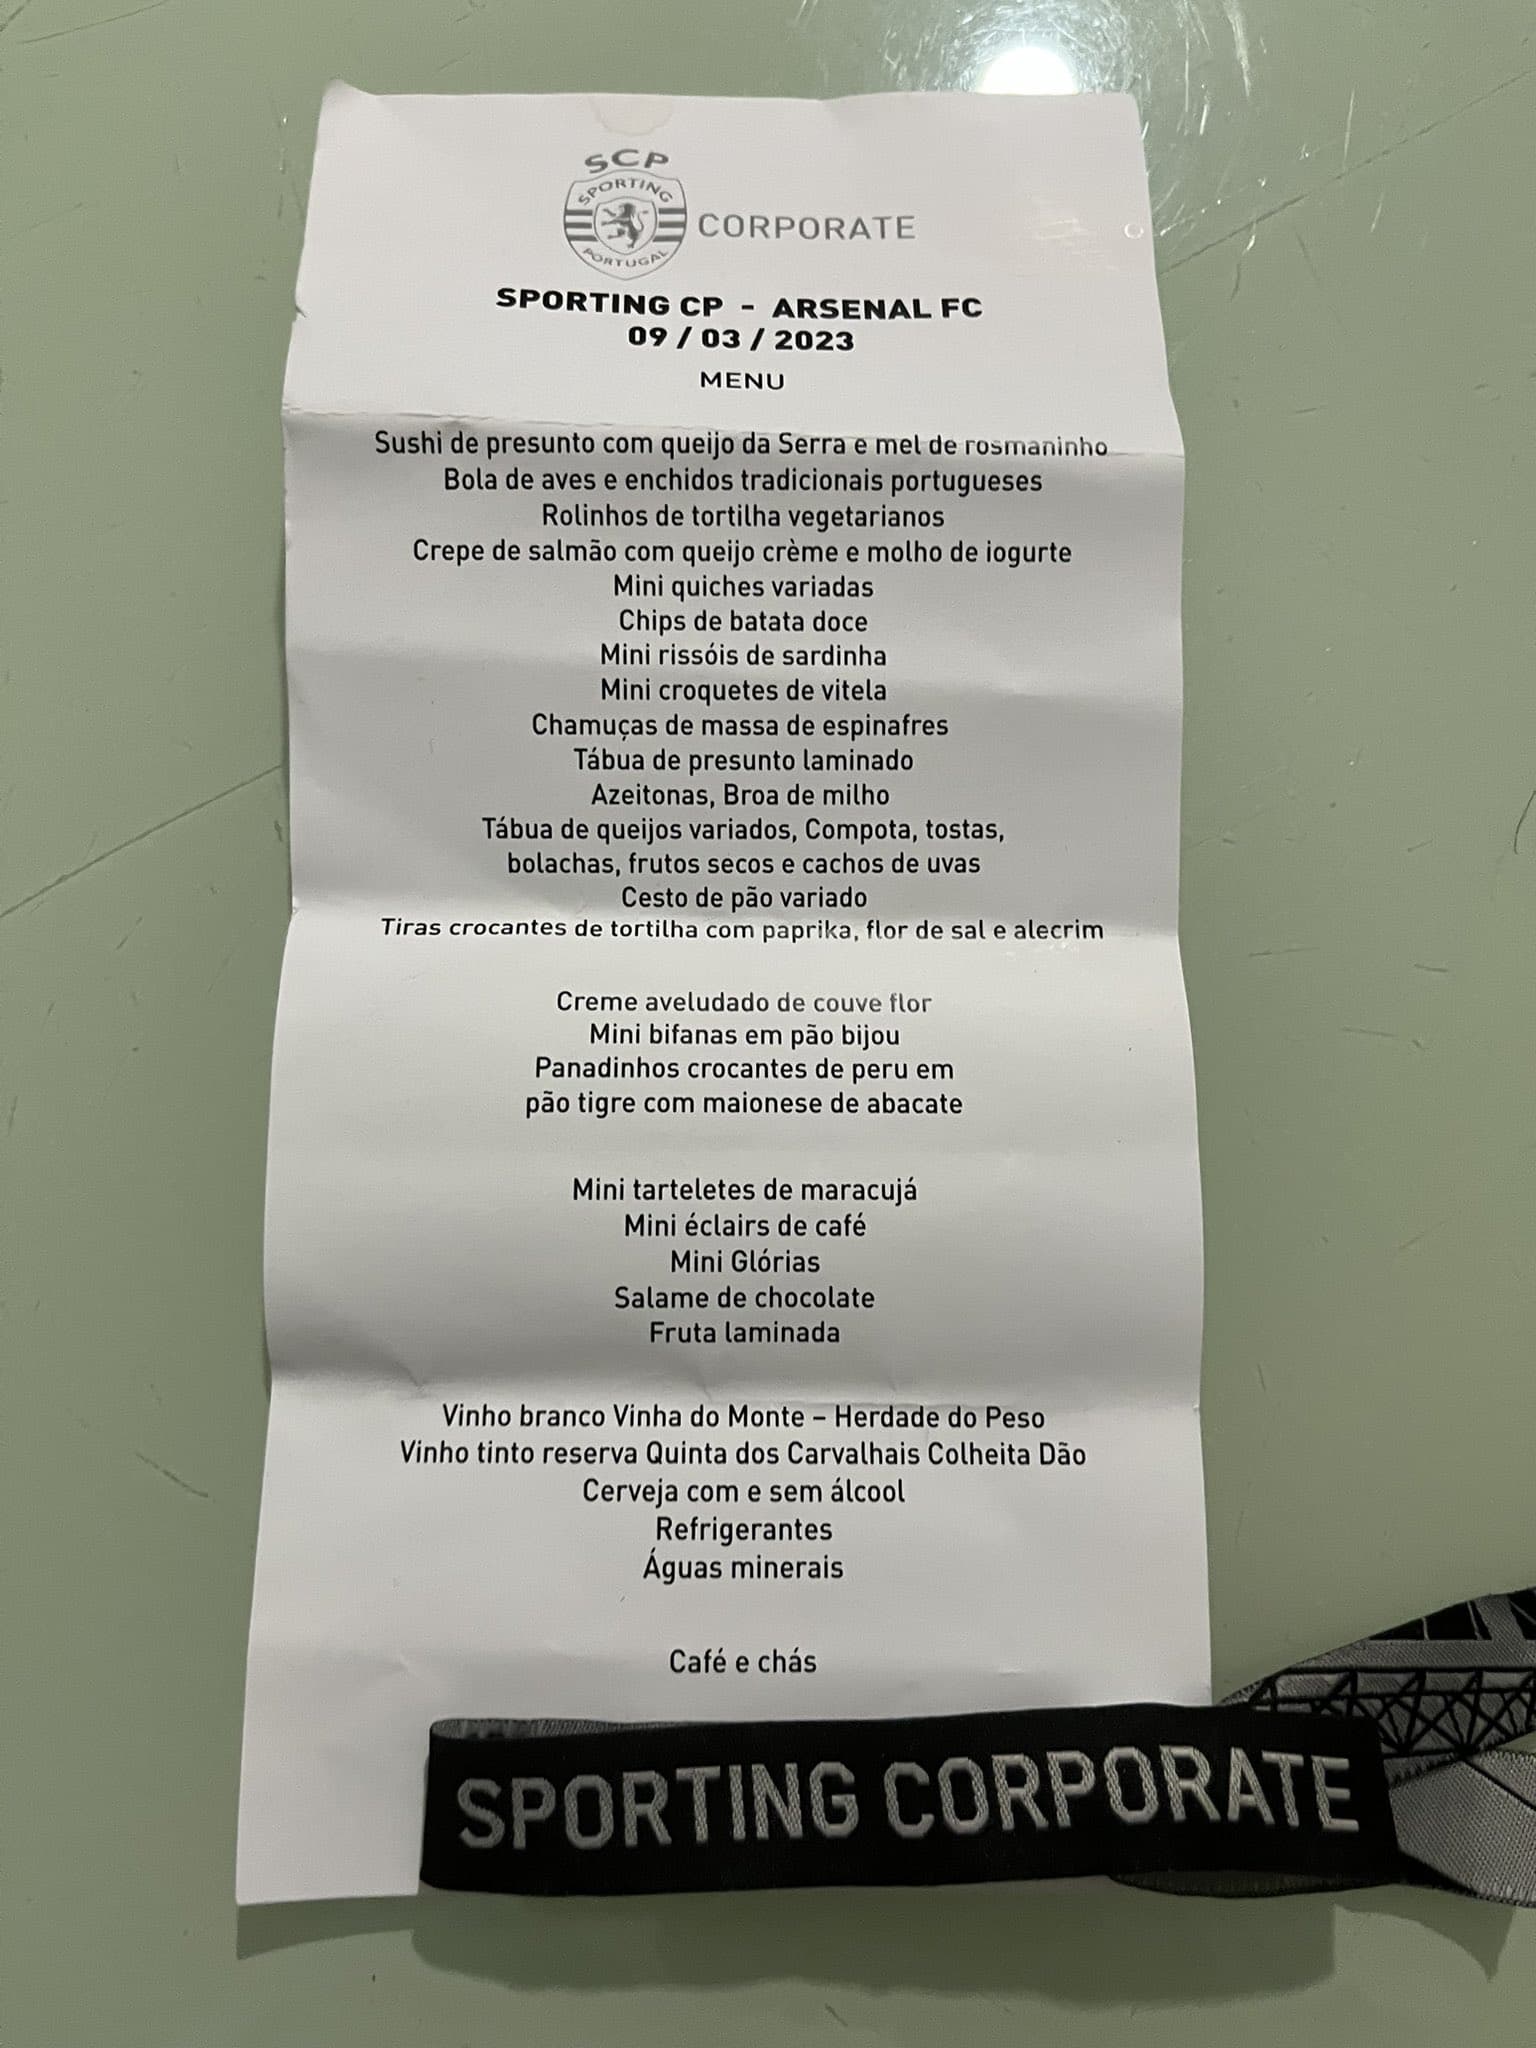 SCP
SPORTING
PORTUGAL
CORPORATE
SPORTING CP - ARSENAL FC
09 / 03 / 2023
MENU
Sushi de presunto com queijo da Serra e mel de rosmaninho
Bola de aves e enchidos tradicionais portugueses
Rolinhos de tortilha vegetarianos
Crepe de salmão com queijo crème e molho de iogurte
Mini quiches variadas
Chips de batata doce
Mini rissóis de sardinha
Mini croquetes de vitela
Chamuças de massa de espinafres
Tábua de presunto laminado
Azeitonas, Broa de milho
Tábua de queijos variados, Compota, tostas,
bolachas, frutos secos e cachos de uvas
Cesto de pão variado
Tiras crocantes de tortilha com paprika, flor de sal e alecrim
Creme aveludado de couve flor
Mini bifanas em pão bijou
Panadinhos crocantes de peru em
pão tigre com maionese de abacate
Mini tarteletes de maracujá
Mini éclairs de café
Mini Glórias
Salame de chocolate
Fruta laminada
Vinho branco Vinha do Monte – Herdade do Peso
Vinho tinto reserva Quinta dos Carvalhais Colheita Dão
Cerveja com e sem álcool
Refrigerantes
Águas minerais
Café e chás
SPORTING CORPORATE